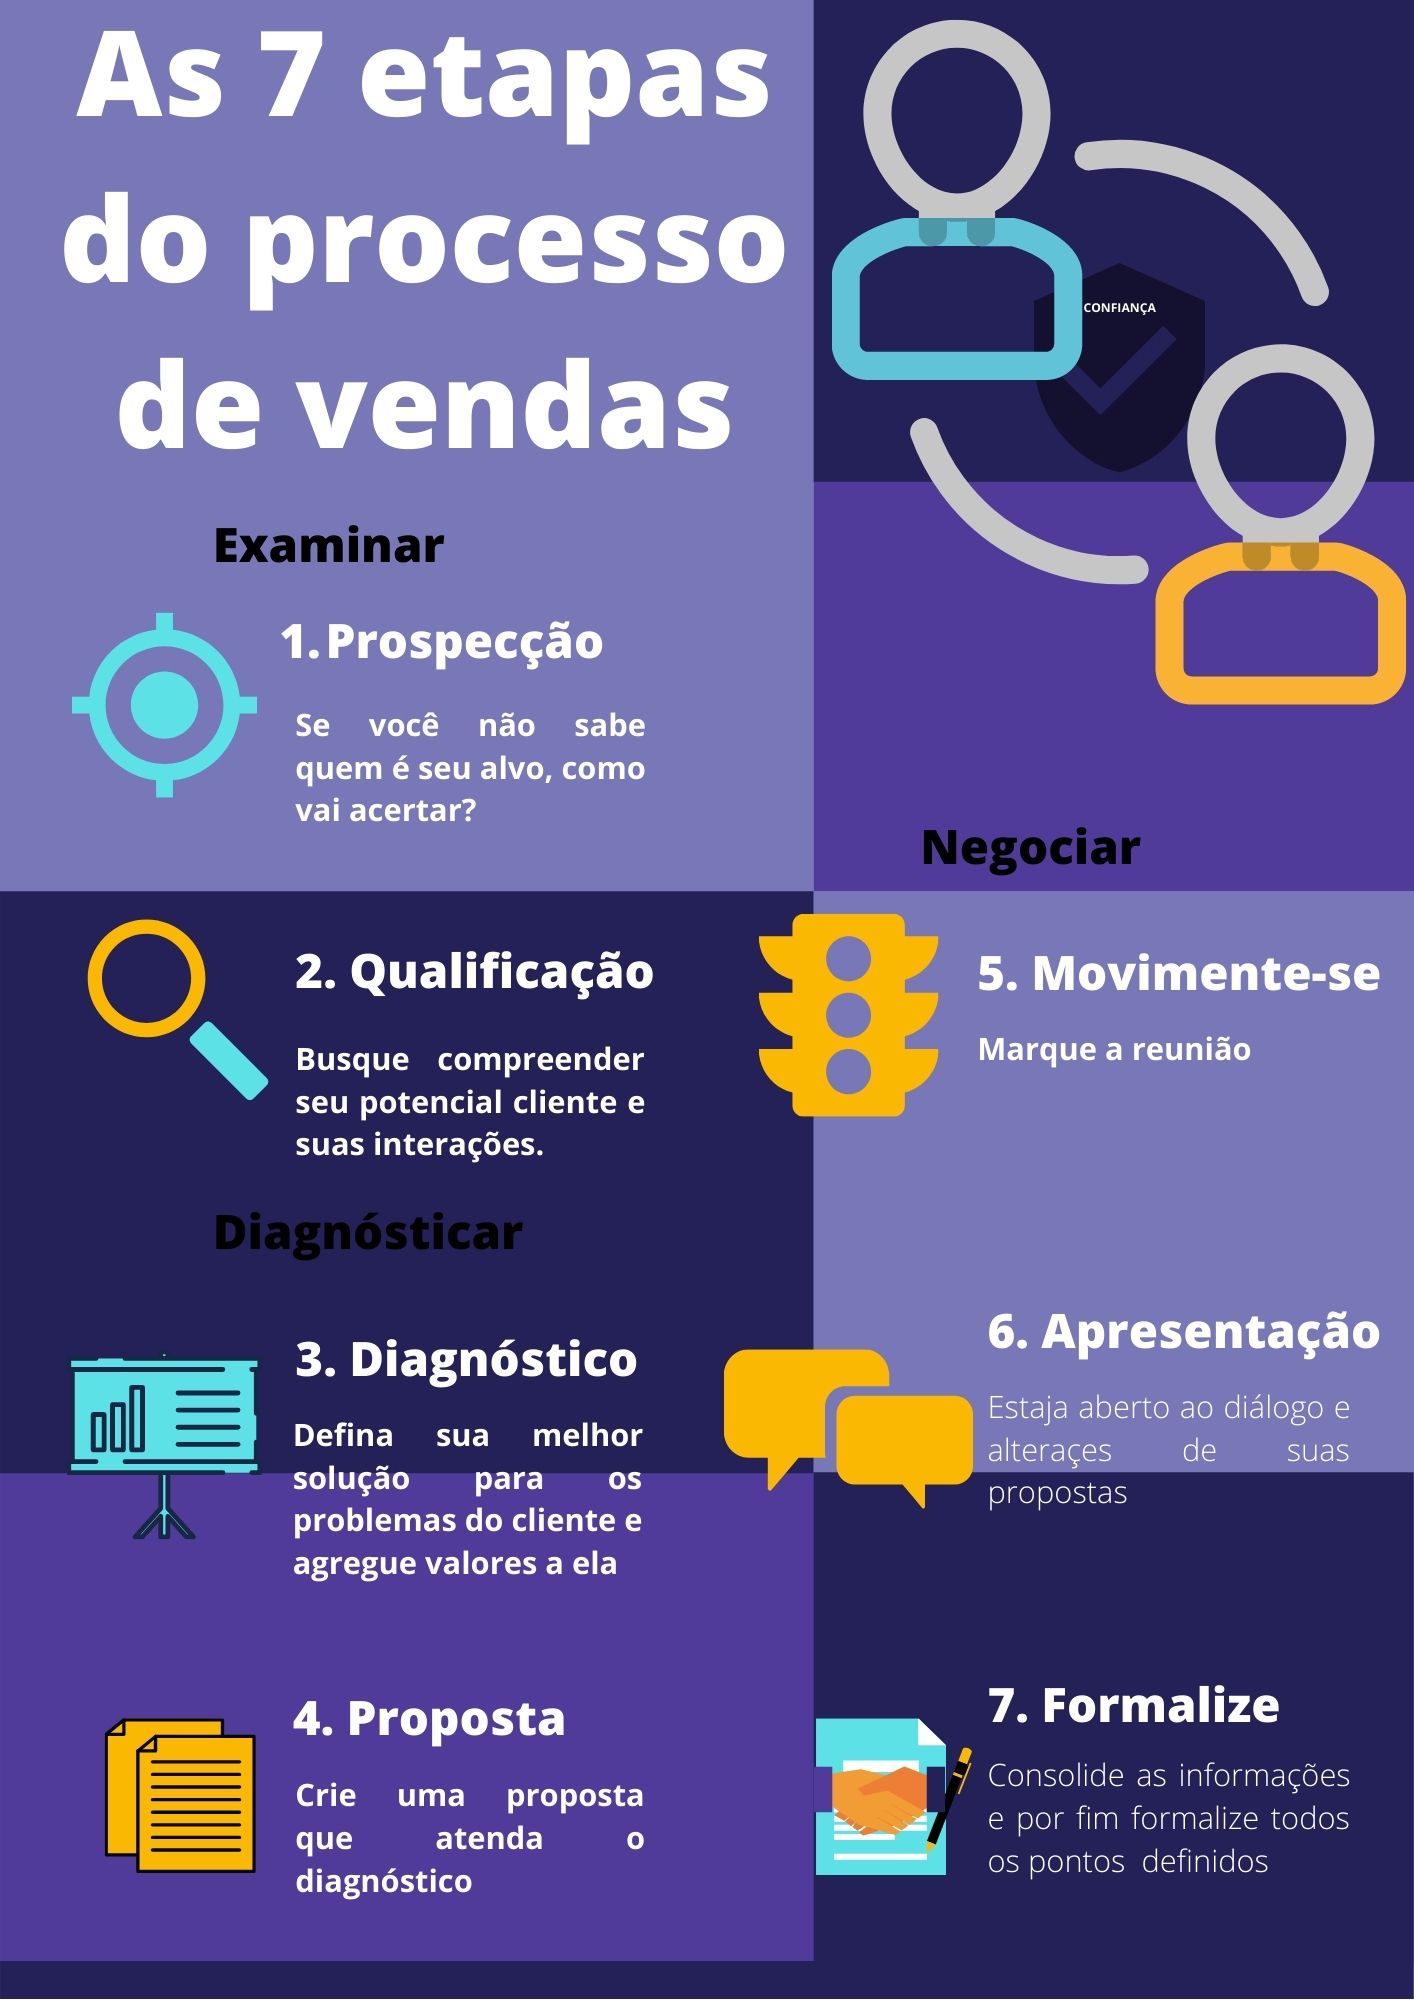 As 7 etapas
do processo
de vendas
CONFIANÇA
Examinar
1. Prospecção
Se você não sabe
quem é seu alvo, como
vai acertar?
2. Qualificação
Busque compreender
seu potencial cliente e
suas interações.
Diagnósticar
3. Diagnóstico
Defina sua melhor
solução para os
problemas do cliente e
agregue valores a ela
4. Proposta
Crie uma proposta
que atenda o
diagnóstico
Negociar
5. Movimente-se
Marque a reunião
6. Apresentação
Estaja aberto ao diálogo e
alteraçes de suas
propostas
7. Formalize
Consolide as informações
e por fim formalize todos
os pontos definidos